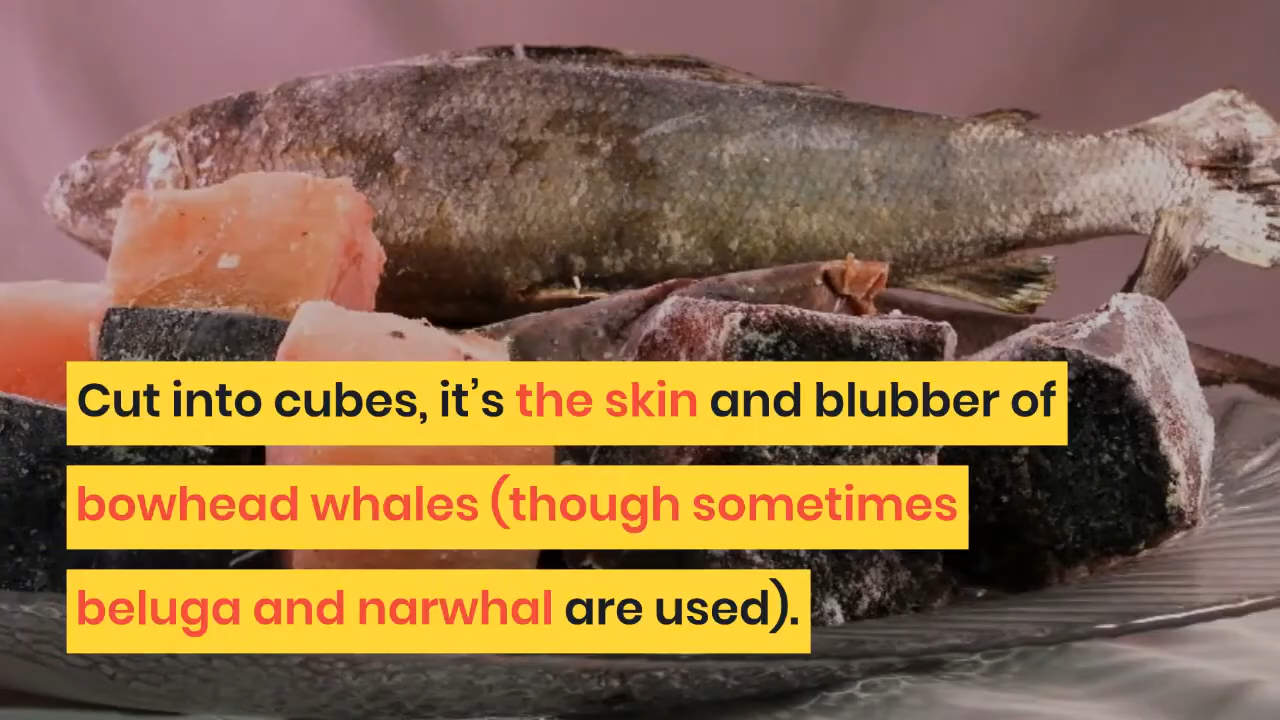 Cut into cubes, it's the skin and blubber of
bowhead whales (though sometimes
beluga and narwhal are used).